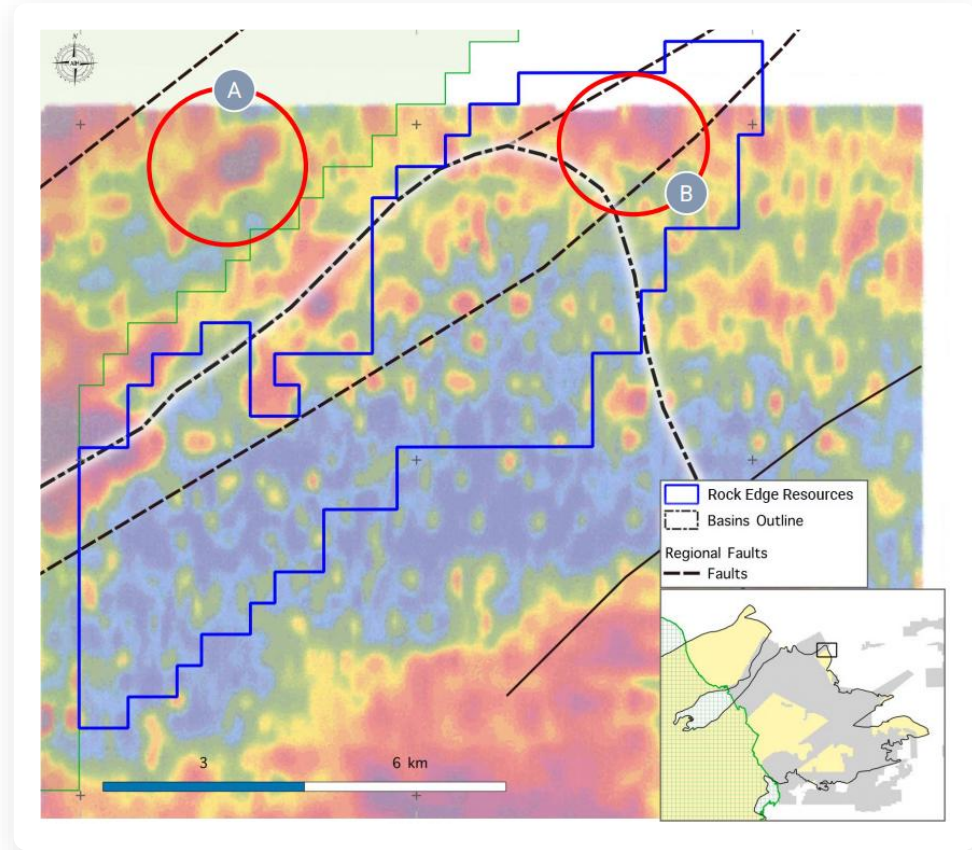 N
A
B
Rock Edge Resources
Basins Outline
Regional Faults
Faults
3 6 km